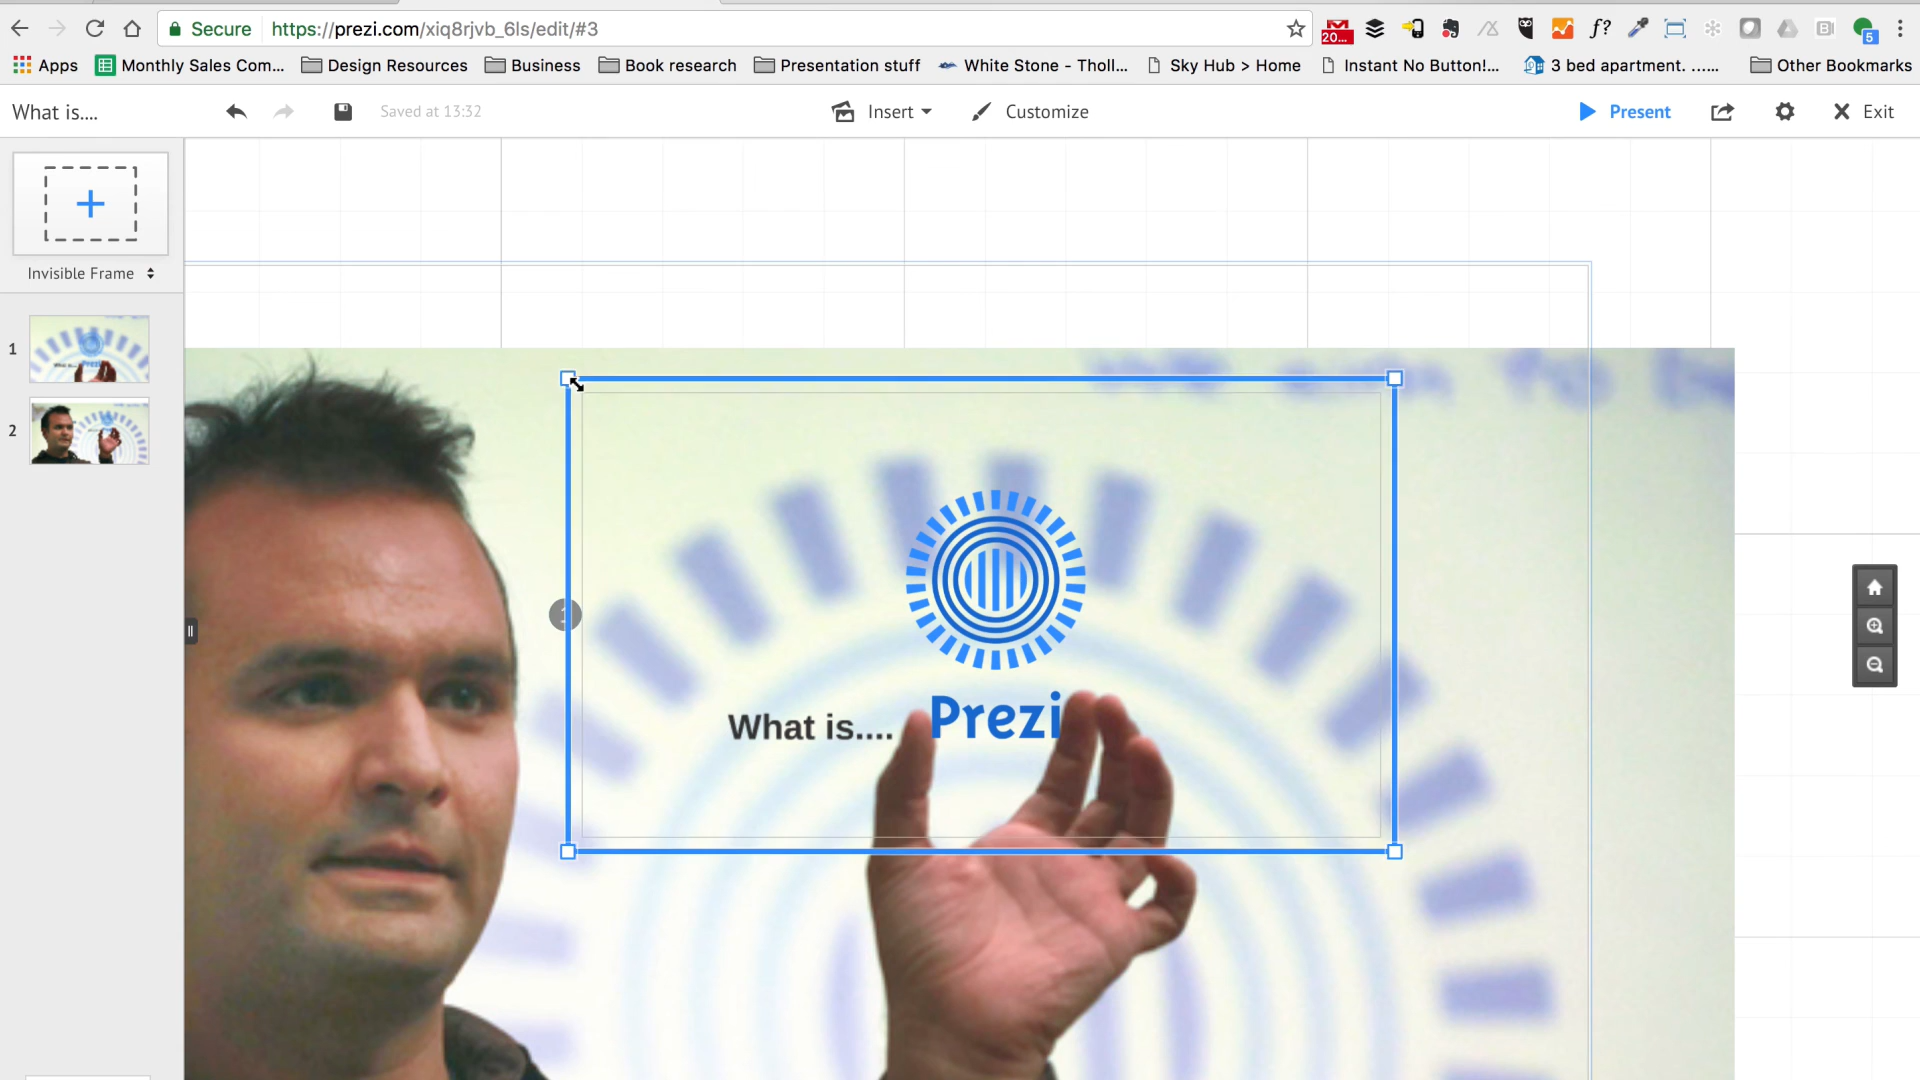 Secure https://prezi.com/xiq8rjvb_6ls/edit/#3
20...
f?
B
5
Apps Monthly Sales Com... Design Resources Business Book research Presentation stuff White Stone - Tholl... Sky Hub > Home Instant No Button!... 3 bed apartment. ...... Other Bookmarks
What is.... Saved at 13:32 Insert Customize Present Exit
Invisible Frame
1
2
What is.... Prezi